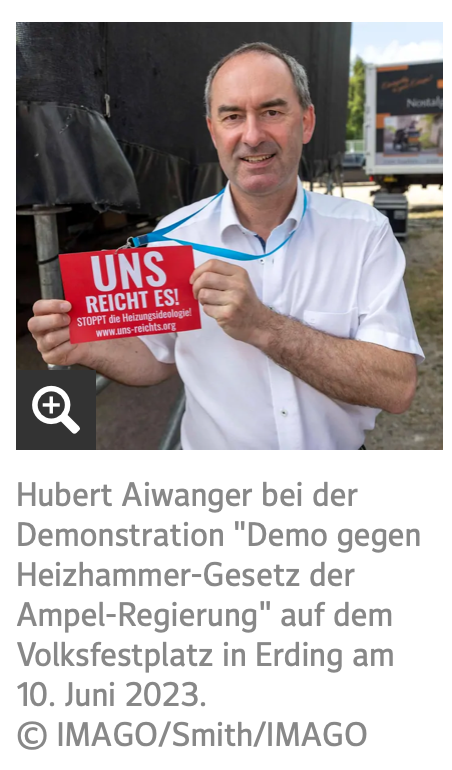 Nostal
UNS
REICHT ES!
STOPPT die Heizungsideologie!
www.uns-reichts.org
Hubert Aiwanger bei der
Demonstration "Demo gegen
Heizhammer-Gesetz der
Ampel-Regierung" auf dem
Volksfestplatz in Erding am
10. Juni 2023.
© IMAGO/Smith/IMAGO